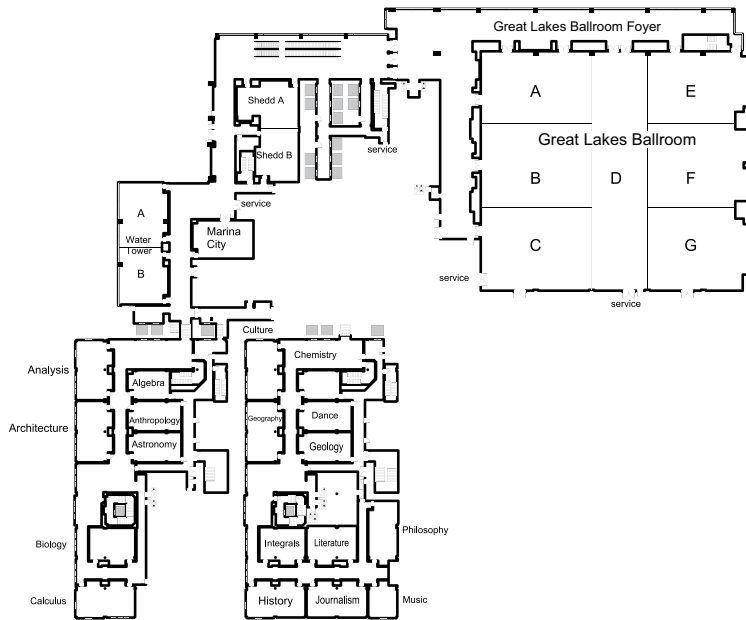 Great Lakes Ballroom Foyer
A
E
Shedd A
Great Lakes Ballroom
service
Shedd B
B
D
F
service
A
Marina
City
Water
Tower
C
G
B
service
service
Culture
Chemistry
Analysis
Algebra
Architecture
Anthropology
Geography
Dance
Astronomy
Geology
Philosophy
Biology
Integrals
Literature
Calculus
History
Journalism
Music